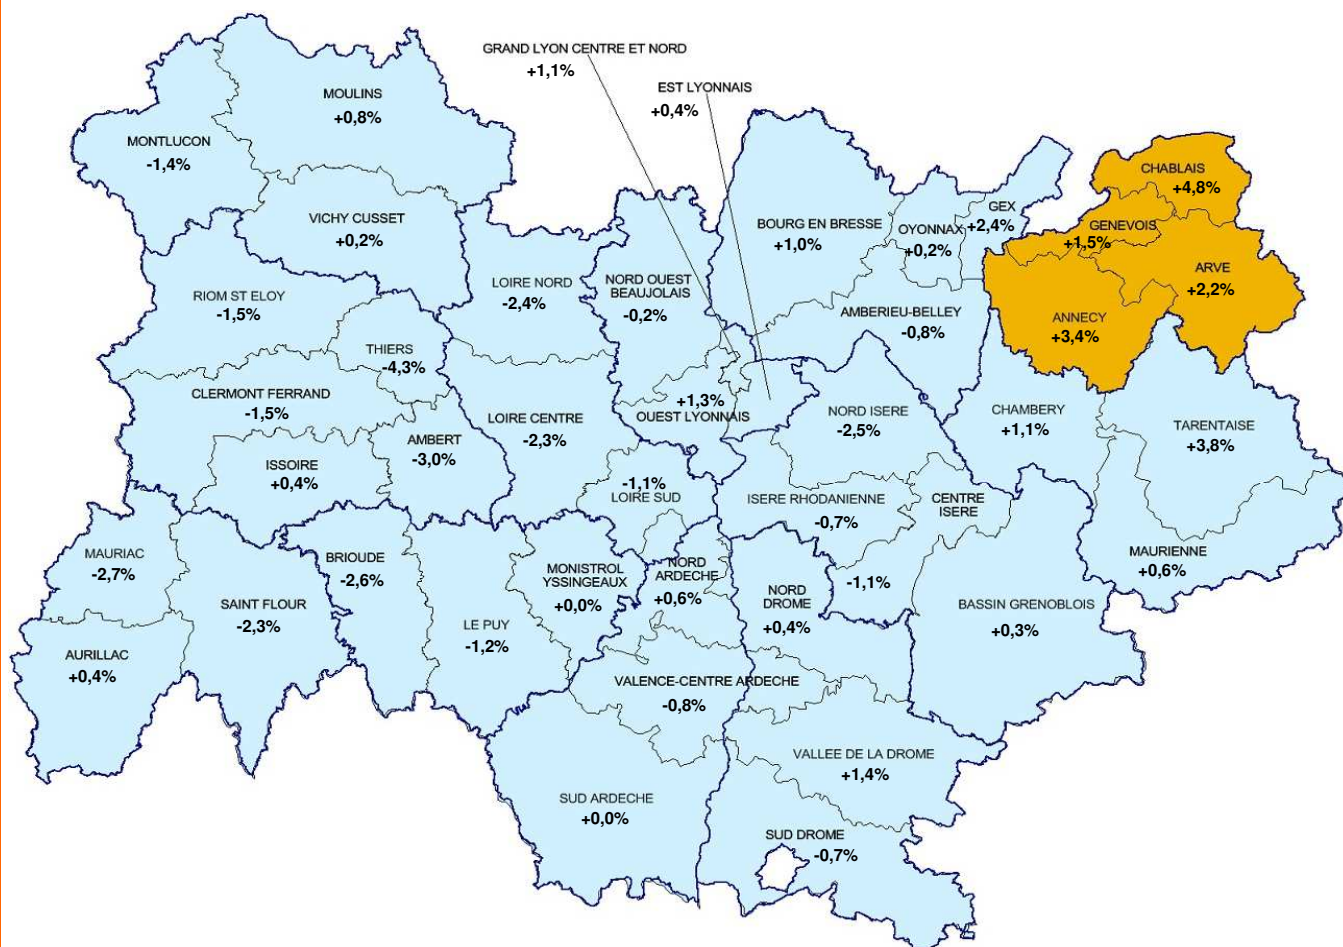 GRAND LYON CENTRE ET NORD
+1,1%
EST LYONNAIS
+0,4%
MOULINS
+0,8%
MONTLUCON
-1,4%
VICHY CUSSET
+0,2%
CHABLAIS
+4,8%
GEX
+2,4%
BOURG EN BRESSE
+1,0%
OYONNAX
+0,2%
GENEVOIS
+1,5%
ARVE
+2,2%
ANNECY
+3,4%
LOIRE NORD
-2,4%
NORD OUEST
BEAUJOLAIS
-0,2%
RIOM ST ELOY
-1,5%
AMBERIEU-BELLEY
-0,8%
THIERS
-4,3%
CLERMONT FERRAND
-1,5%
+1,3%
OUEST LYONNAIS
LOIRE CENTRE
-2,3%
NORD ISERE
-2,5%
CHAMBERY
+1,1%
TARENTAISE
+3,8%
AMBERT
-3,0%
ISSOIRE
+0,4%
-1,1%
LOIRE SUD
ISERE RHODANIENNE
-0,7%
CENTRE
ISERE
-1,1%
MAURIAC
-2,7%
BRIOUDE
-2,6%
MONISTROL
YSSINGEAUX
+0,0%
NORD
ARDECHE
+0,6%
MAURIENNE
+0,6%
NORD
DROME
+0,4%
SAINT FLOUR
-2,3%
LE PUY
-1,2%
BASSIN GRENOBLOIS
+0,3%
AURILLAC
+0,4%
VALENCE-CENTRE ARDECHE
-0,8%
VALLEE DE LA DROME
+1,4%
SUD ARDECHE
+0,0%
SUD DROME
-0,7%